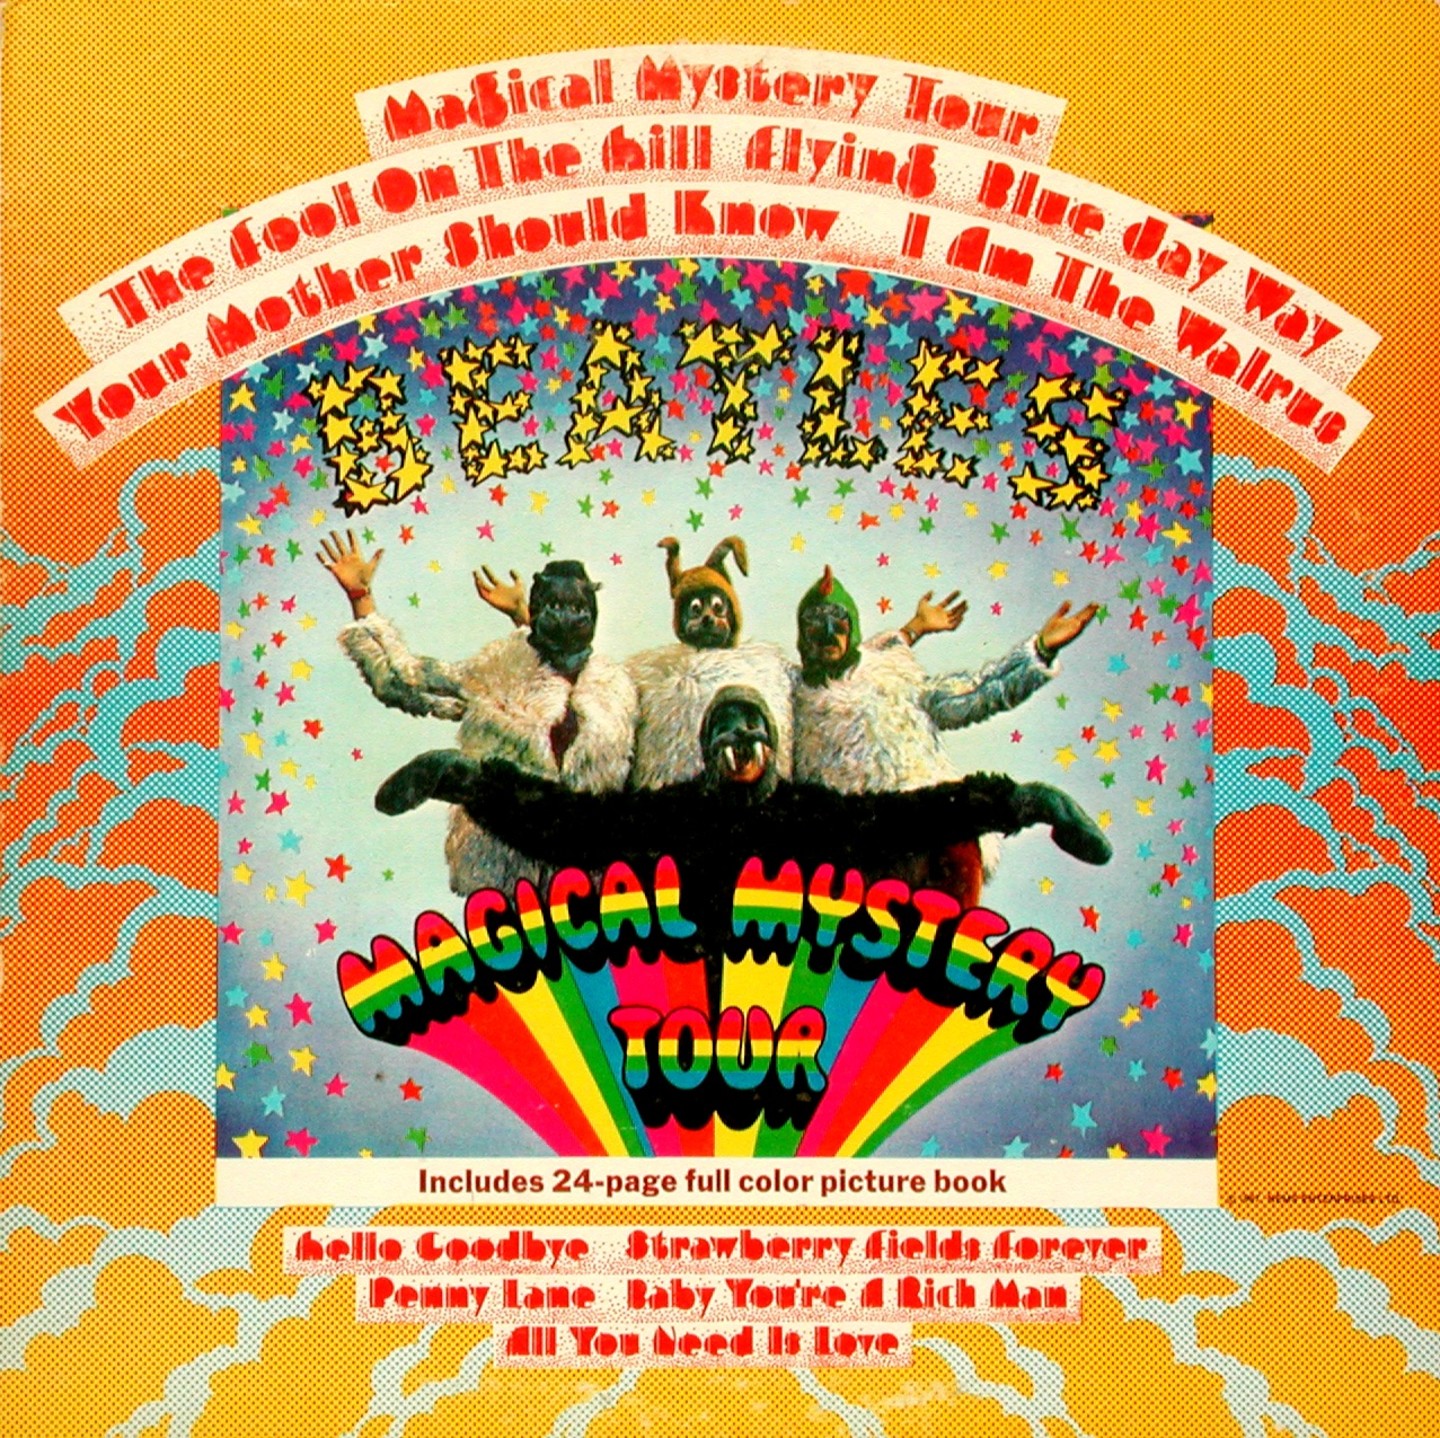 Magical Mystery Tour
The Fool On The Hill Flying Blue Jay Way
Your Mother Should Know I Am The Walrus
BEATLES
MAGICAL MYSTERY
TOUR
Includes 24-page full color picture book
Hello Goodbye Strawberry Fields Forever
Penny Lane Baby You're A Rich Man
All You Need Is Love